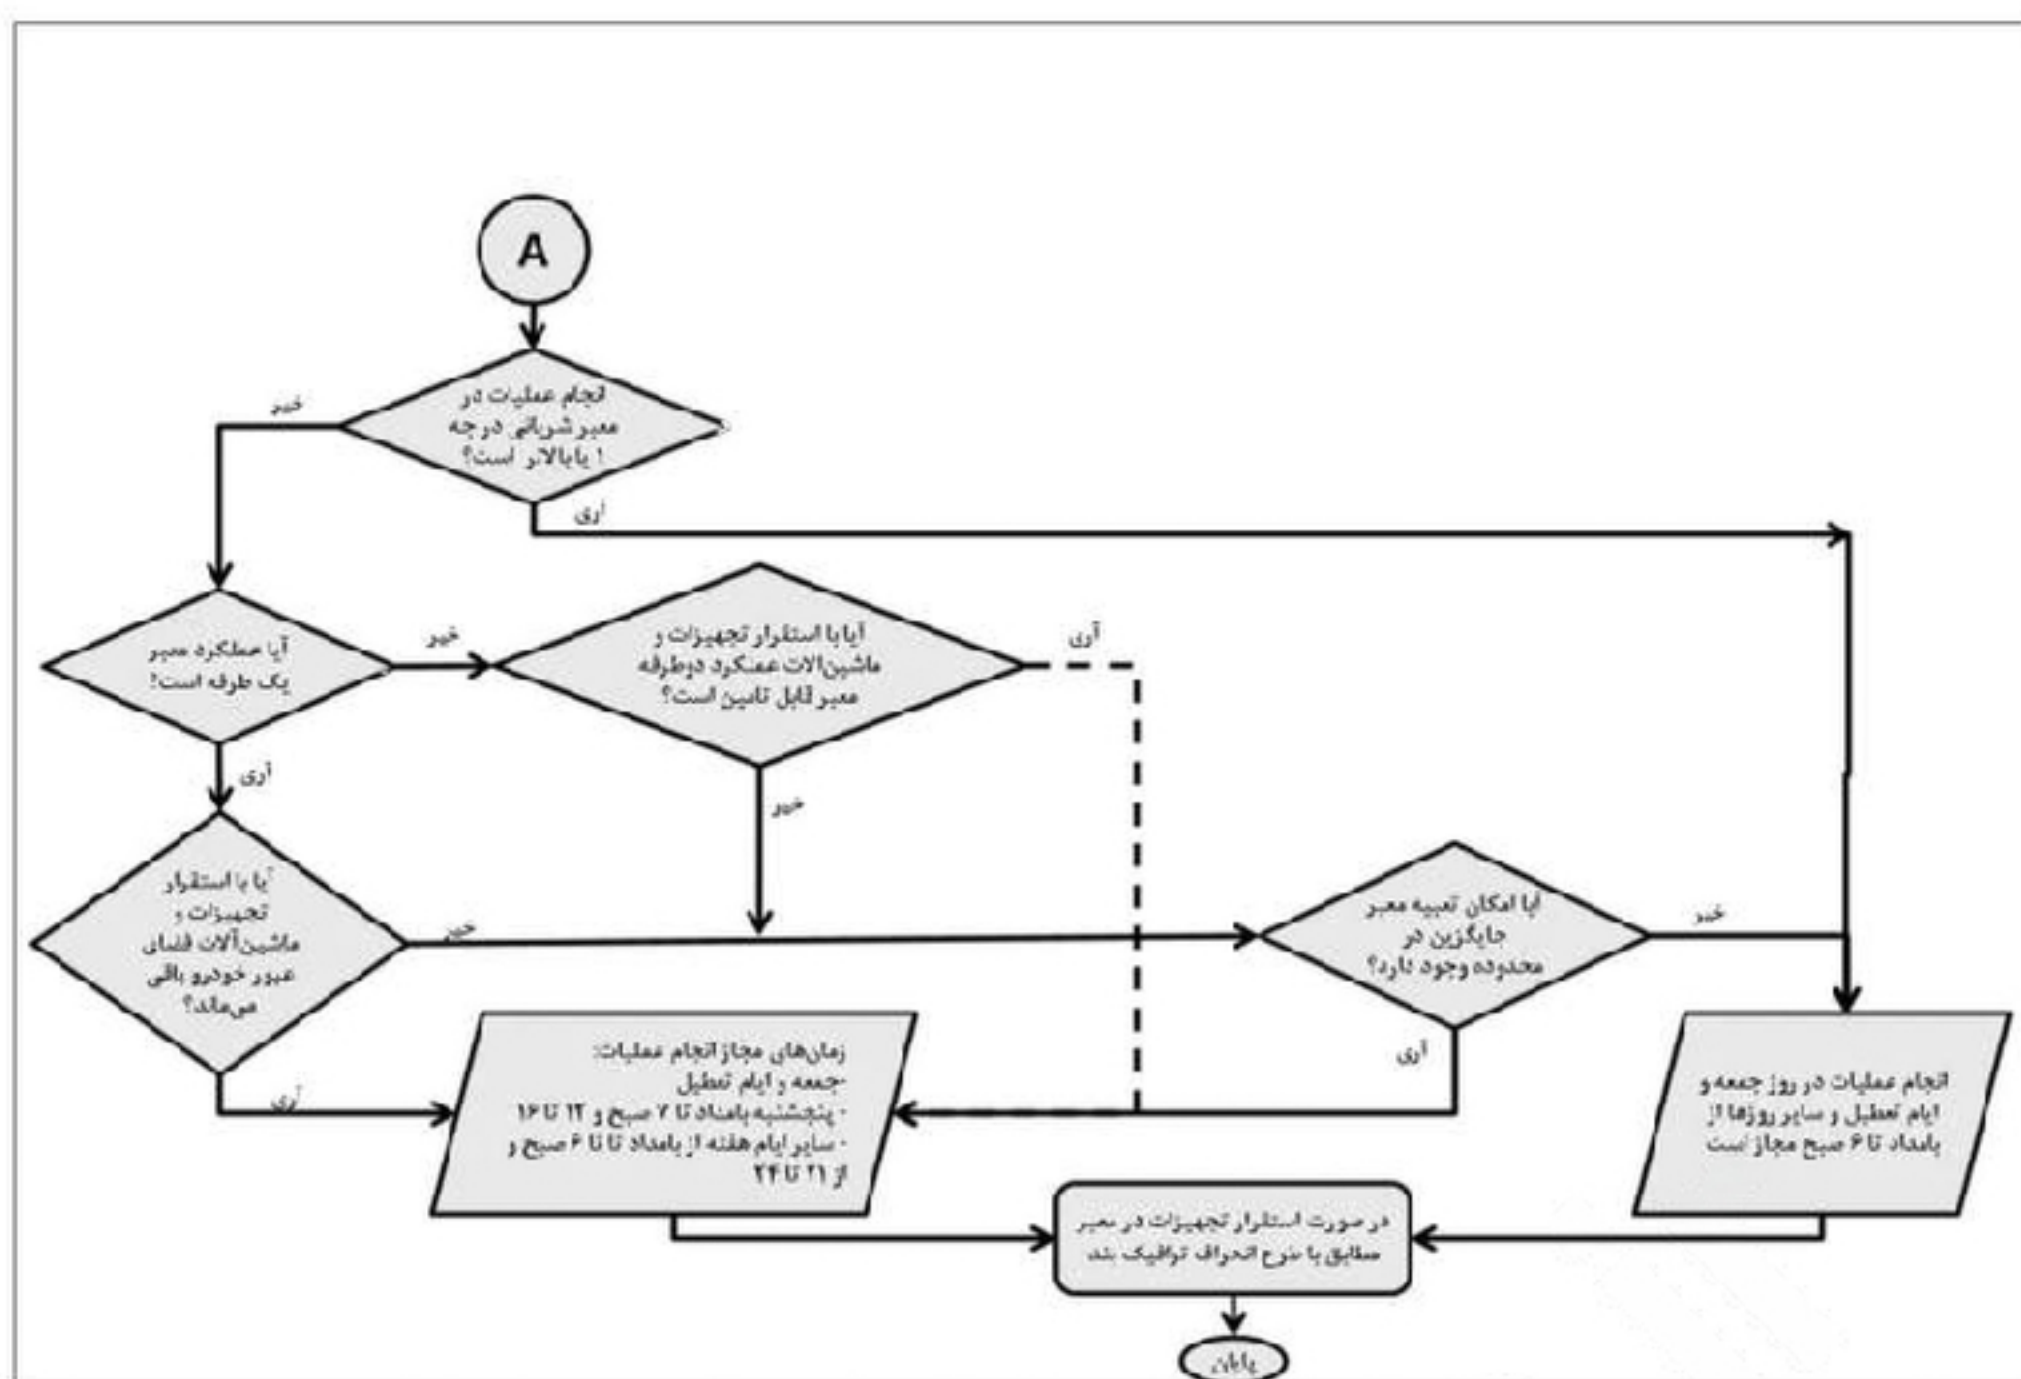 A
انجام عملیات در
معبر شریانی درجه
۱ یا بالاتر است؟
خیر
آری
آیا عملکرد معبر
یک طرفه است؟
خیر
آری
آیا با استقرار تجهیزات و
ماشین‌آلات عملکرد دوطرفه
معبر قابل تامین است؟
آری
خیر
آیا با استقرار
تجهیزات و
ماشین‌آلات فضای
عبور خودرو باقی
می‌ماند؟
خیر
آری
آیا امکان تعبیه معبر
جایگزین در
محدوده وجود دارد؟
خیر
آری
زمان‌های مجاز انجام عملیات:
-جمعه و ایام تعطیل
- پنجشنبه بامداد تا ۷ صبح و ۱۲ تا ۱۶
- سایر ایام هفته از بامداد تا تا ۶ صبح و
از ۲۱ تا ۲۴
انجام عملیات در روز جمعه و
ایام تعطیل و سایر روزها از
بامداد تا ۶ صبح مجاز است
در صورت استقرار تجهیزات در معبر
مطابق با طرح انحراف ترافیک بند
پایان